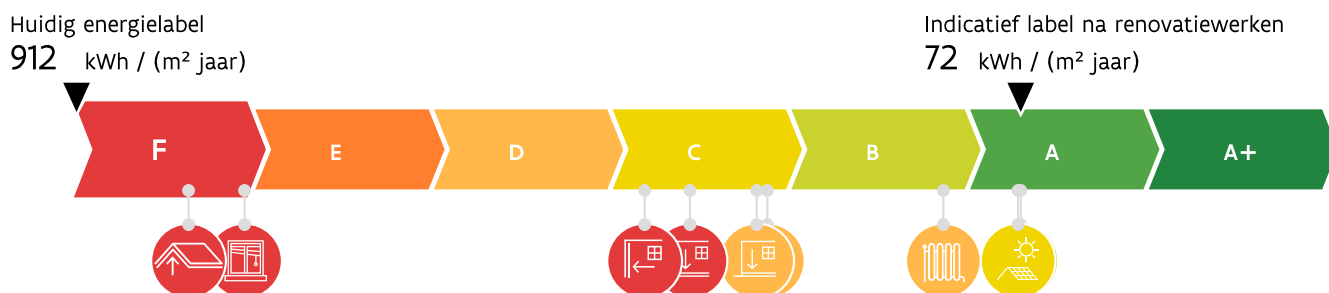 Huidig energielabel
912 kWh / (m² jaar)
Indicatief label na renovatiewerken
72 kWh / (m² jaar)
F E D C B A A+